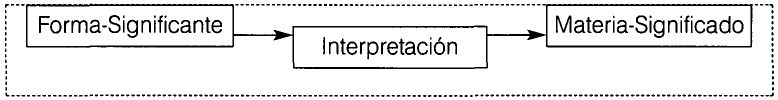 Forma-Significante
Interpretación
Materia-Significado